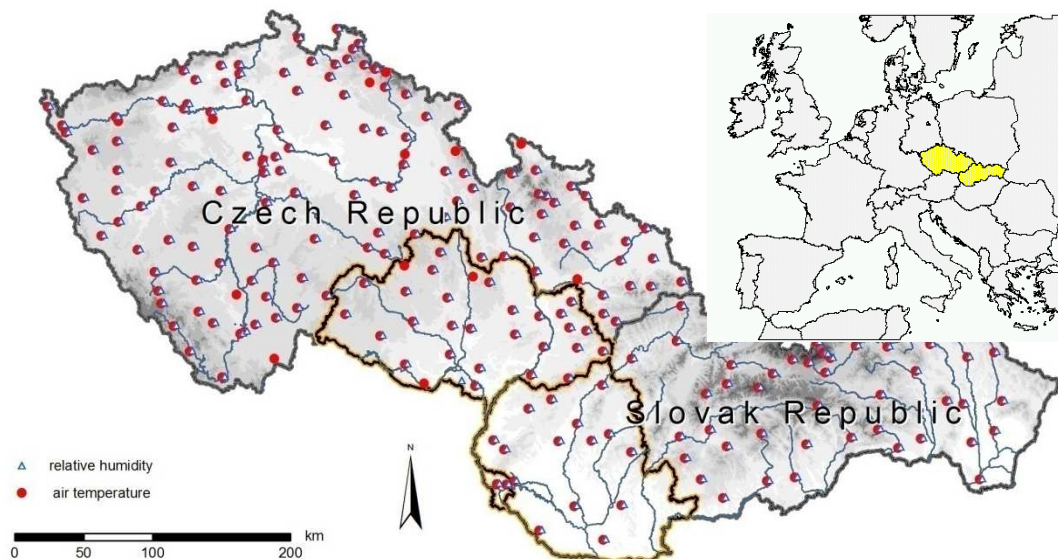 Czech Republic
Slovak Republic
relative humidity
N
air temperature
km
0 50 100 200